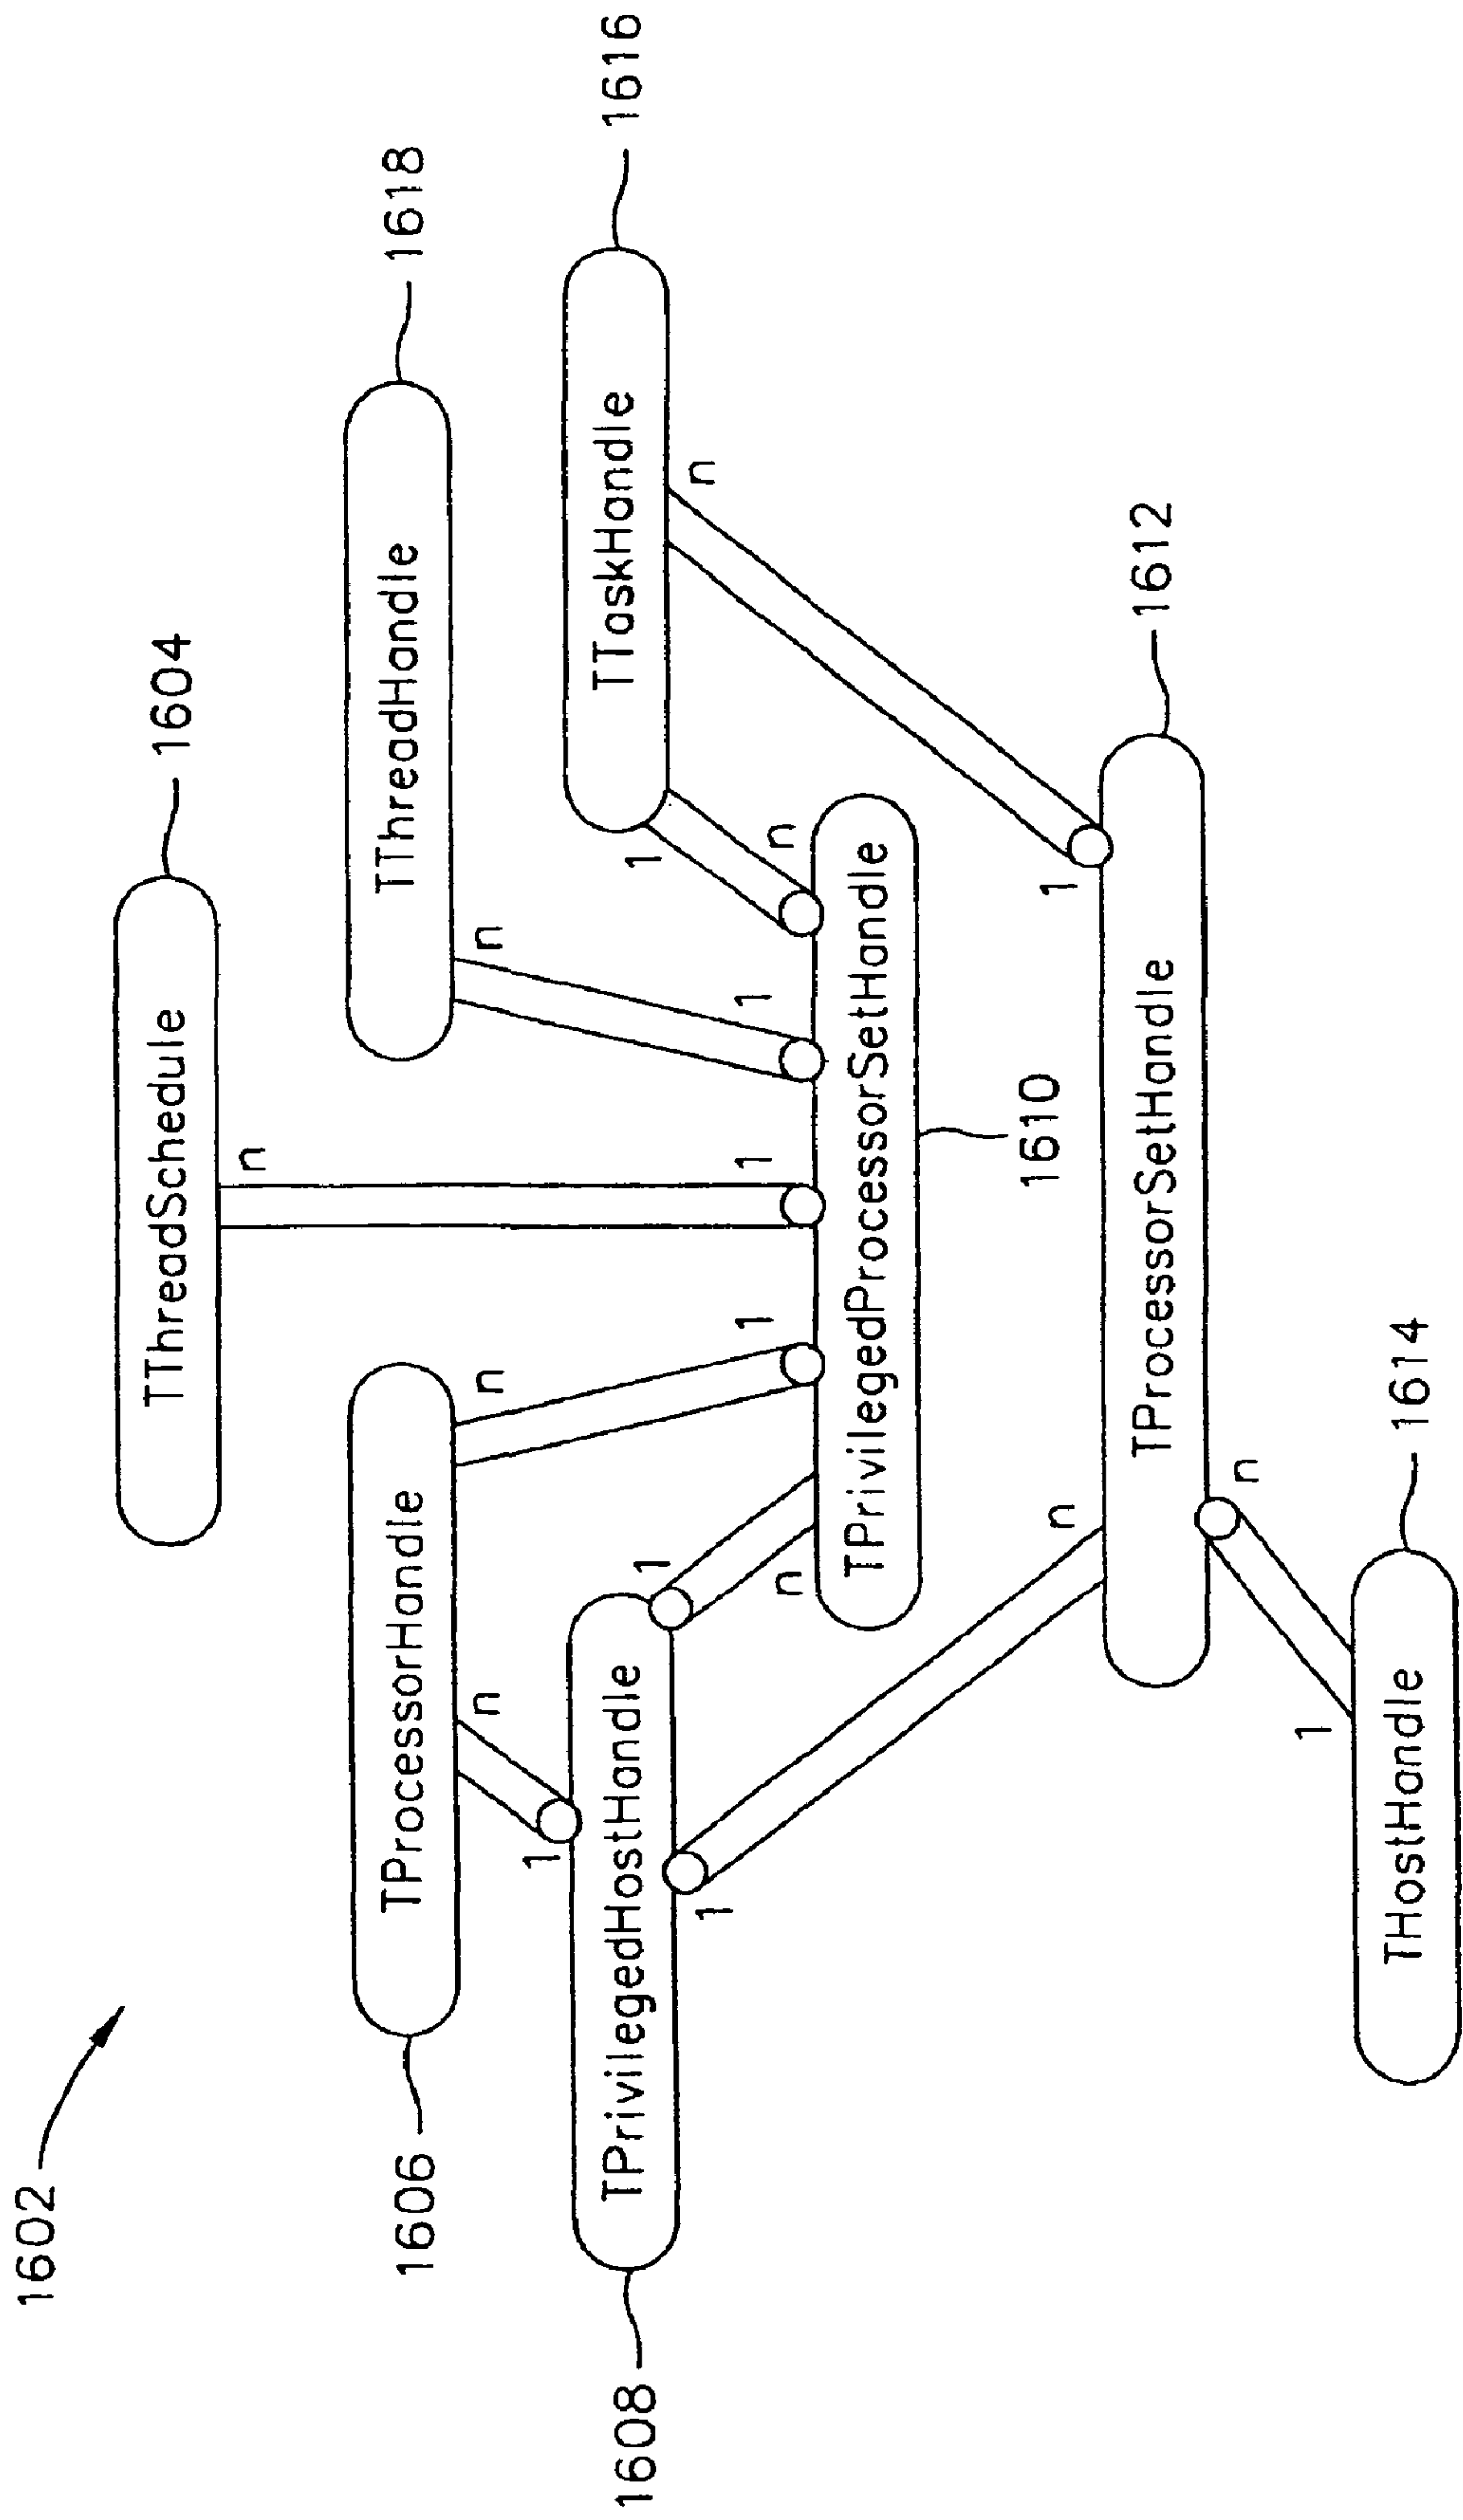 1602
1604
TThreadSchedule
1606
TProcessorHandle
n
n
n
TThreadHandle
n
1618
1608
TPrivilegedHostHandle
1
1
1
TTaskHandle
1616
1
n
n
1
1
1
n
TPrivilegedProcessorSetHandle
1610
n
1
TProcessorSetHandle
1612
1
n
THostHandle
1614